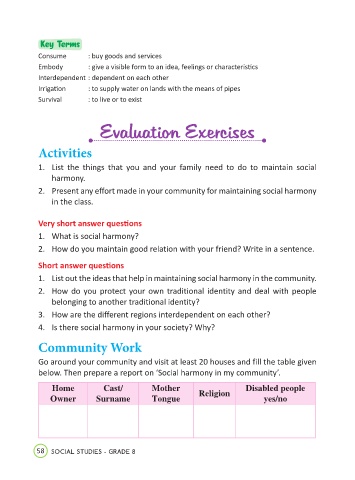 Key Terms
Consume : buy goods and services
Embody : give a visible form to an idea, feelings or characteristics
Interdependent : dependent on each other
Irrigation : to supply water on lands with the means of pipes
Survival : to live or to exist
Evaluation Exercises
Activities
1. List the things that you and your family need to do to maintain social
harmony.
2. Present any effort made in your community for maintaining social harmony
in the class.
Very short answer questions
1. What is social harmony?
2. How do you maintain good relation with your friend? Write in a sentence.
Short answer questions
1. List out the ideas that help in maintaining social harmony in the community.
2. How do you protect your own traditional identity and deal with people
belonging to another traditional identity?
3. How are the different regions interdependent on each other?
4. Is there social harmony in your society? Why?
Community Work
Go around your community and visit at least 20 houses and fill the table given
below. Then prepare a report on ‘Social harmony in my community’.
Home Owner
Cast/ Surname
Mother Tongue
Religion
Disabled people yes/no
58 SOCIAL STUDIES - GRADE 8